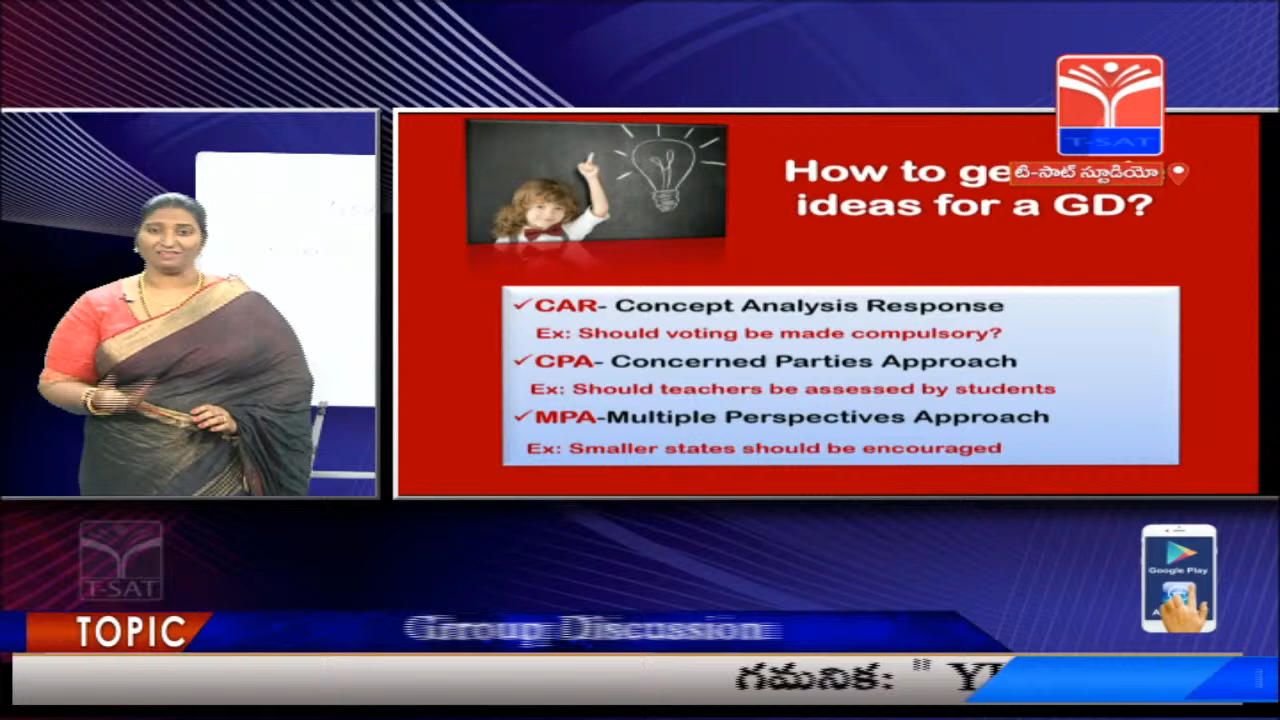 T-SAT
టి-సాట్ స్టూడియో
How to ge
ideas for a GD?
✓CAR- Concept Analysis Response
Ex: Should voting be made compulsory?
✓CPA- Concerned Parties Approach
Ex: Should teachers be assessed by students
✓MPA-Multiple Perspectives Approach
Ex: Smaller states should be encouraged
T-SAT
Google Play
TOPIC
Group Discussion
గమనిక: "